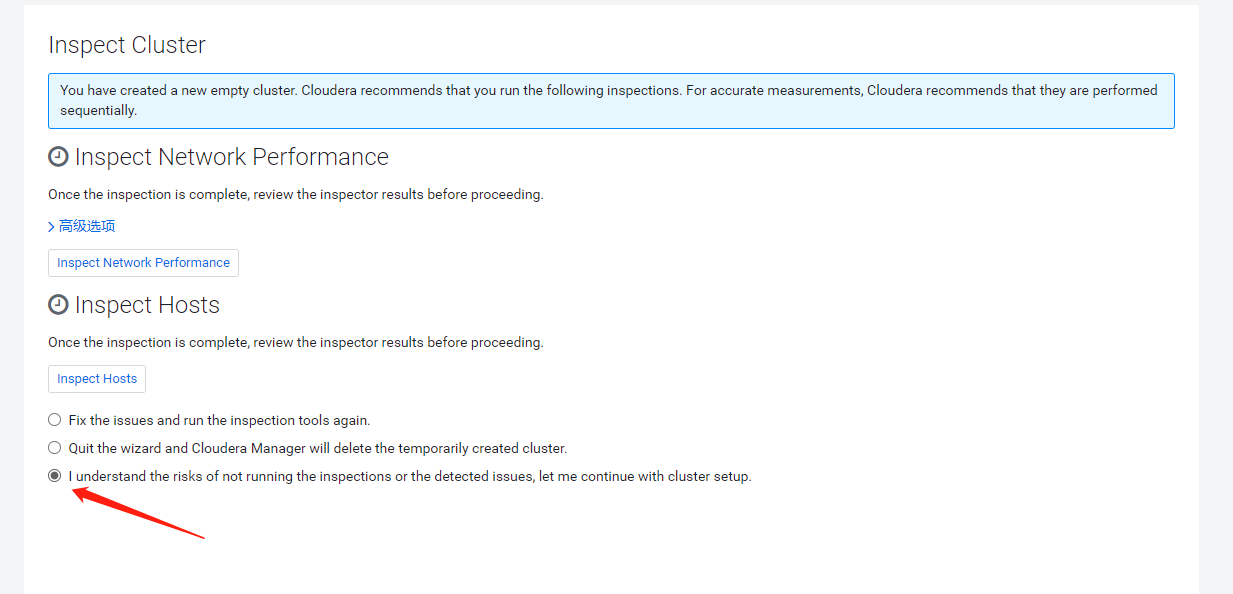 Inspect Cluster
You have created a new empty cluster. Cloudera recommends that you run the following inspections. For accurate measurements, Cloudera recommends that they are performed
sequentially.
Inspect Network Performance
Once the inspection is complete, review the inspector results before proceeding.
高级选项
Inspect Network Performance
Inspect Hosts
Once the inspection is complete, review the inspector results before proceeding.
Inspect Hosts
Fix the issues and run the inspection tools again.
Quit the wizard and Cloudera Manager will delete the temporarily created cluster.
I understand the risks of not running the inspections or the detected issues, let me continue with cluster setup.